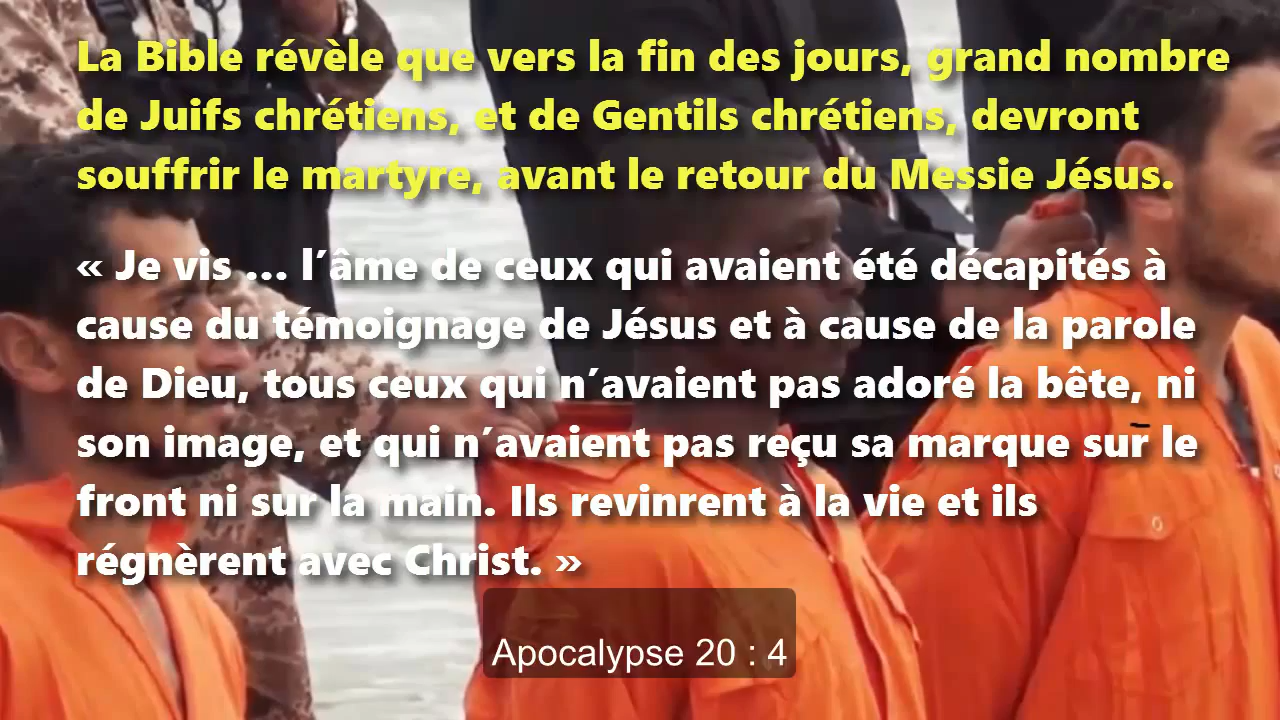 La Bible révèle que vers la fin des jours, grand nombre
de Juifs chrétiens, et de Gentils chrétiens, devront
souffrir le martyre, avant le retour du Messie Jésus.
« Je vis … l´âme de ceux qui avaient été décapités à
cause du témoignage de Jésus et à cause de la parole
de Dieu, tous ceux qui n´avaient pas adoré la bête, ni
son image, et qui n´avaient pas reçu sa marque sur le
front ni sur la main. Ils revinrent à la vie et ils
régnèrent avec Christ. »
Apocalypse 20 : 4